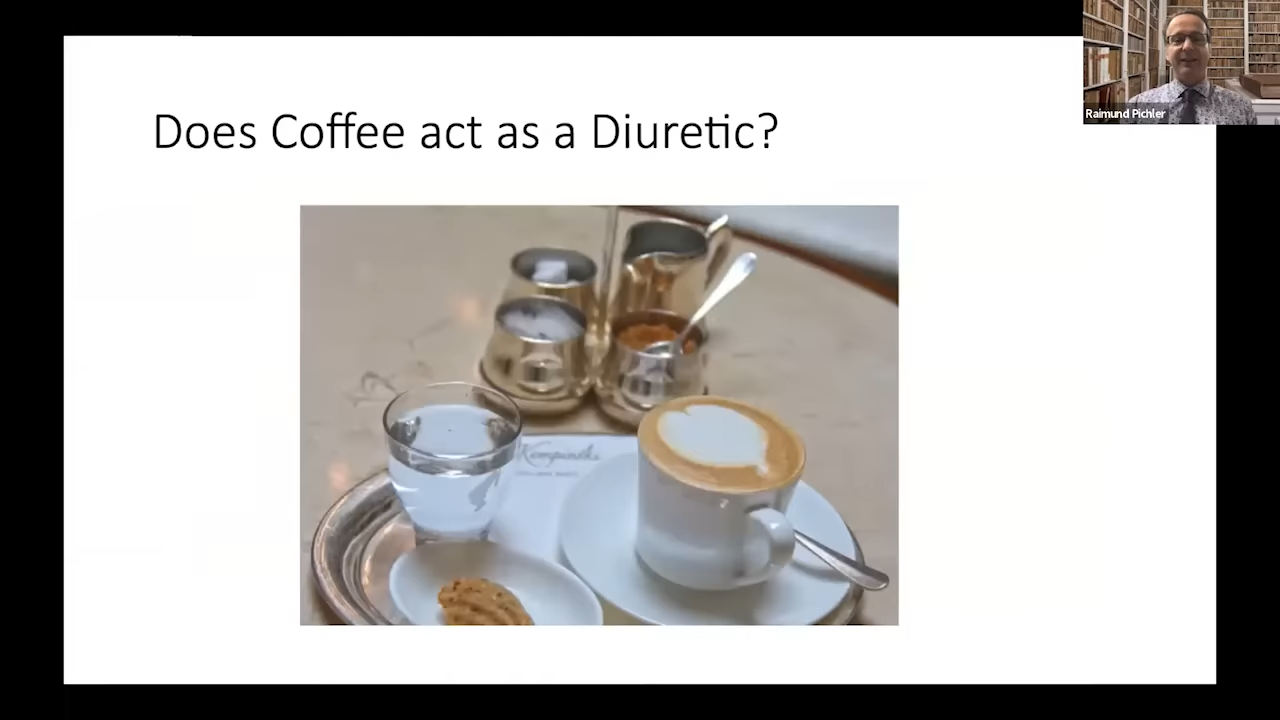 Does Coffee act as a Diuretic?
Raimund Pichler
Kempinski